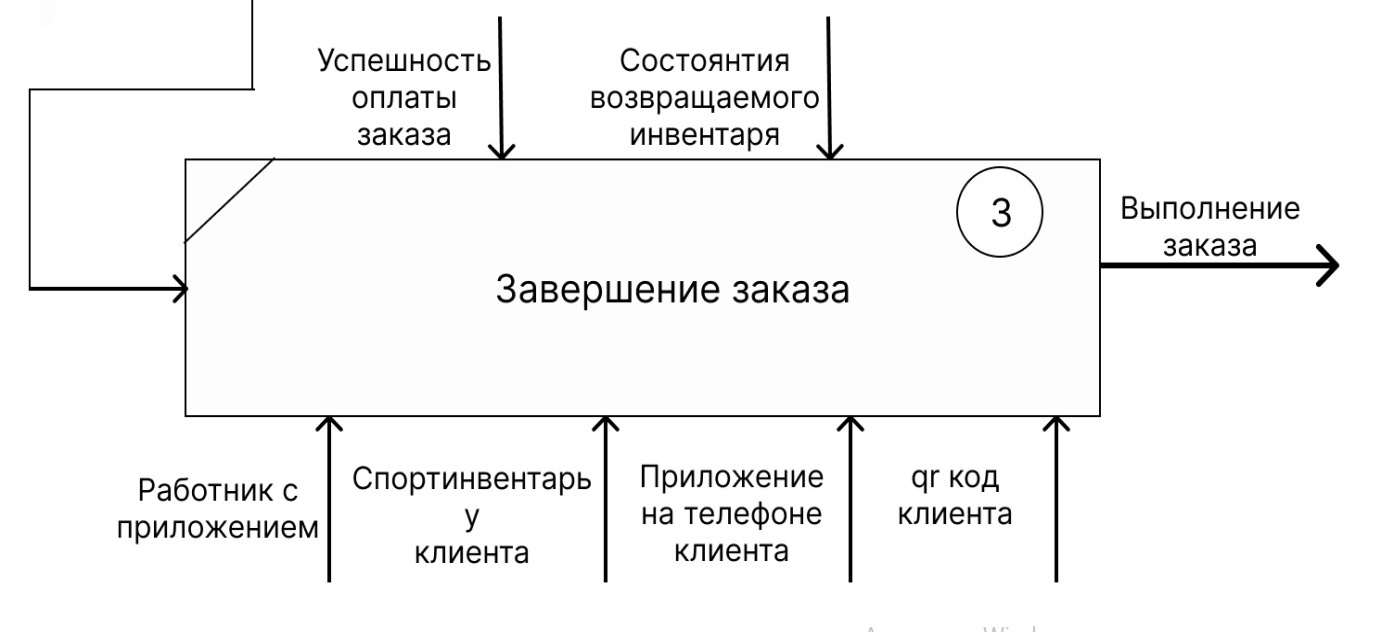 Успешность
оплаты
заказа
Состоянтия
возвращаемого
инвентаря
3
Выполнение
заказа
Завершение заказа
Работник с
приложением
Спортинвентарь
у
клиента
Приложение
на телефоне
клиента
qr код
клиента